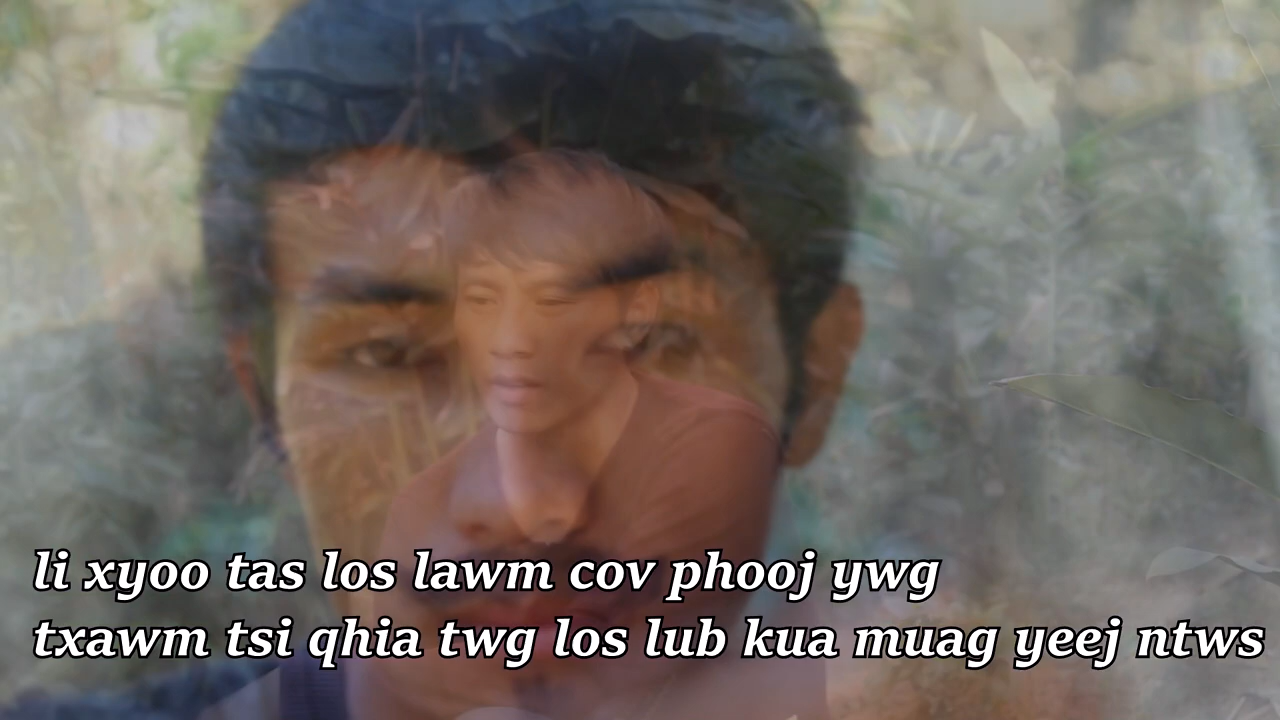 li xyoo tas los lawm cov phooj ywg
txawm tsi qhia twg los lub kua muag yeej ntws